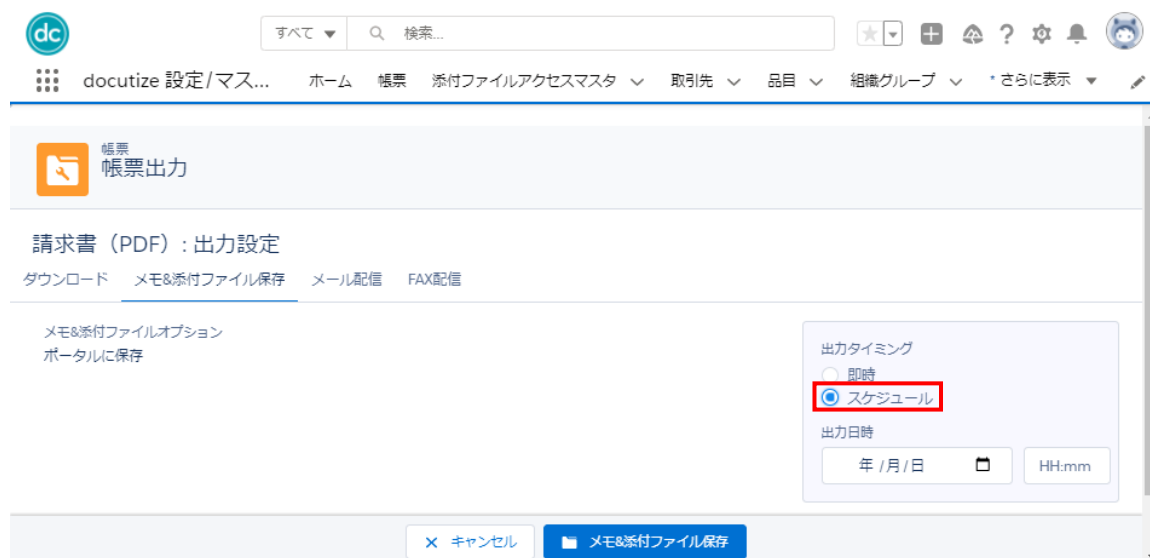 dc
すべて
検索...
docutize 設定/マス...
ホーム
帳票
添付ファイルアクセスマスタ
取引先
品目
組織グループ
* さらに表示
帳票
帳票出力
請求書（PDF）: 出力設定
ダウンロード
メモ&添付ファイル保存
メール配信
FAX配信
メモ&添付ファイルオプション
ポータルに保存
出力タイミング
即時
スケジュール
出力日時
年 /月/日
HH:mm
キャンセル
メモ&添付ファイル保存